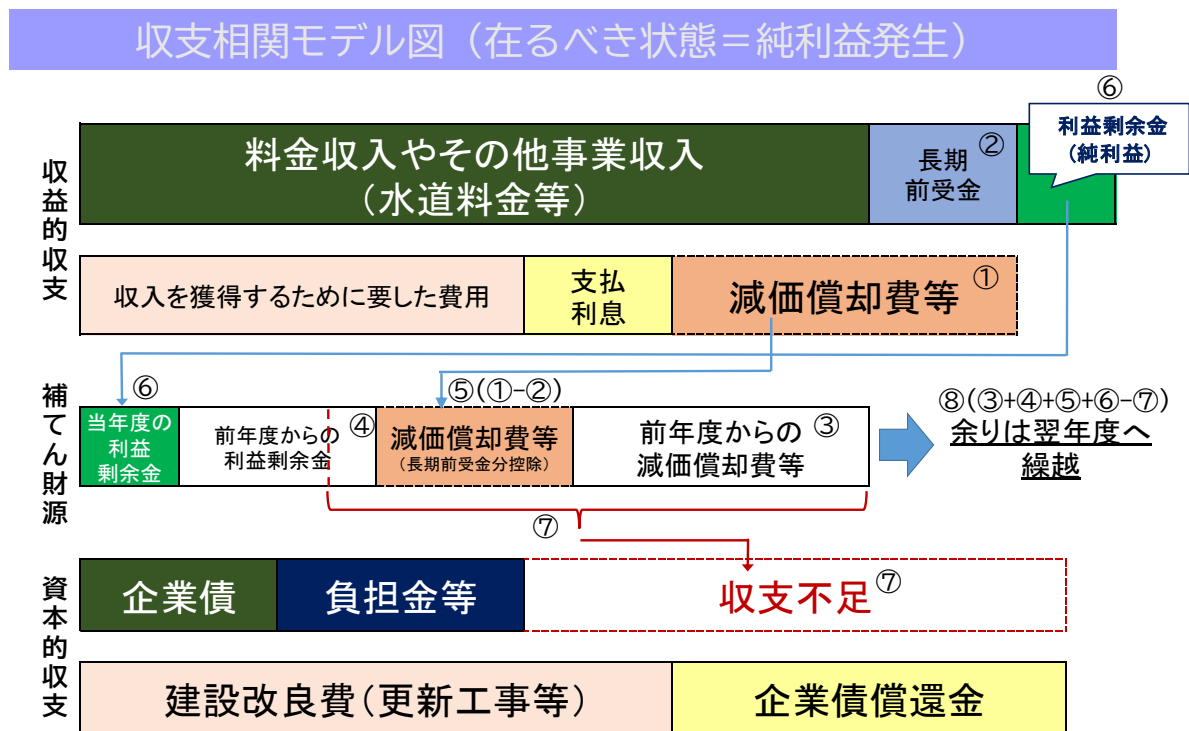 収支相関モデル図（在るべき状態＝純利益発生）
⑥
利益剰余金
（純利益）
収益的収支
料金収入やその他事業収入
（水道料金等）
長期
前受金
②
収入を獲得するために要した費用
支払
利息
減価償却費等
①
補てん財源
⑥
⑤(①-②)
当年度の
利益
剰余金
前年度からの
利益剰余金
④
減価償却費等
（長期前受金分控除）
前年度からの
減価償却費等
③
⑧(③+④+⑤+⑥-⑦)
余りは翌年度へ
繰越
⑦
資本的収支
企業債
負担金等
収支不足
⑦
建設改良費（更新工事等）
企業債償還金